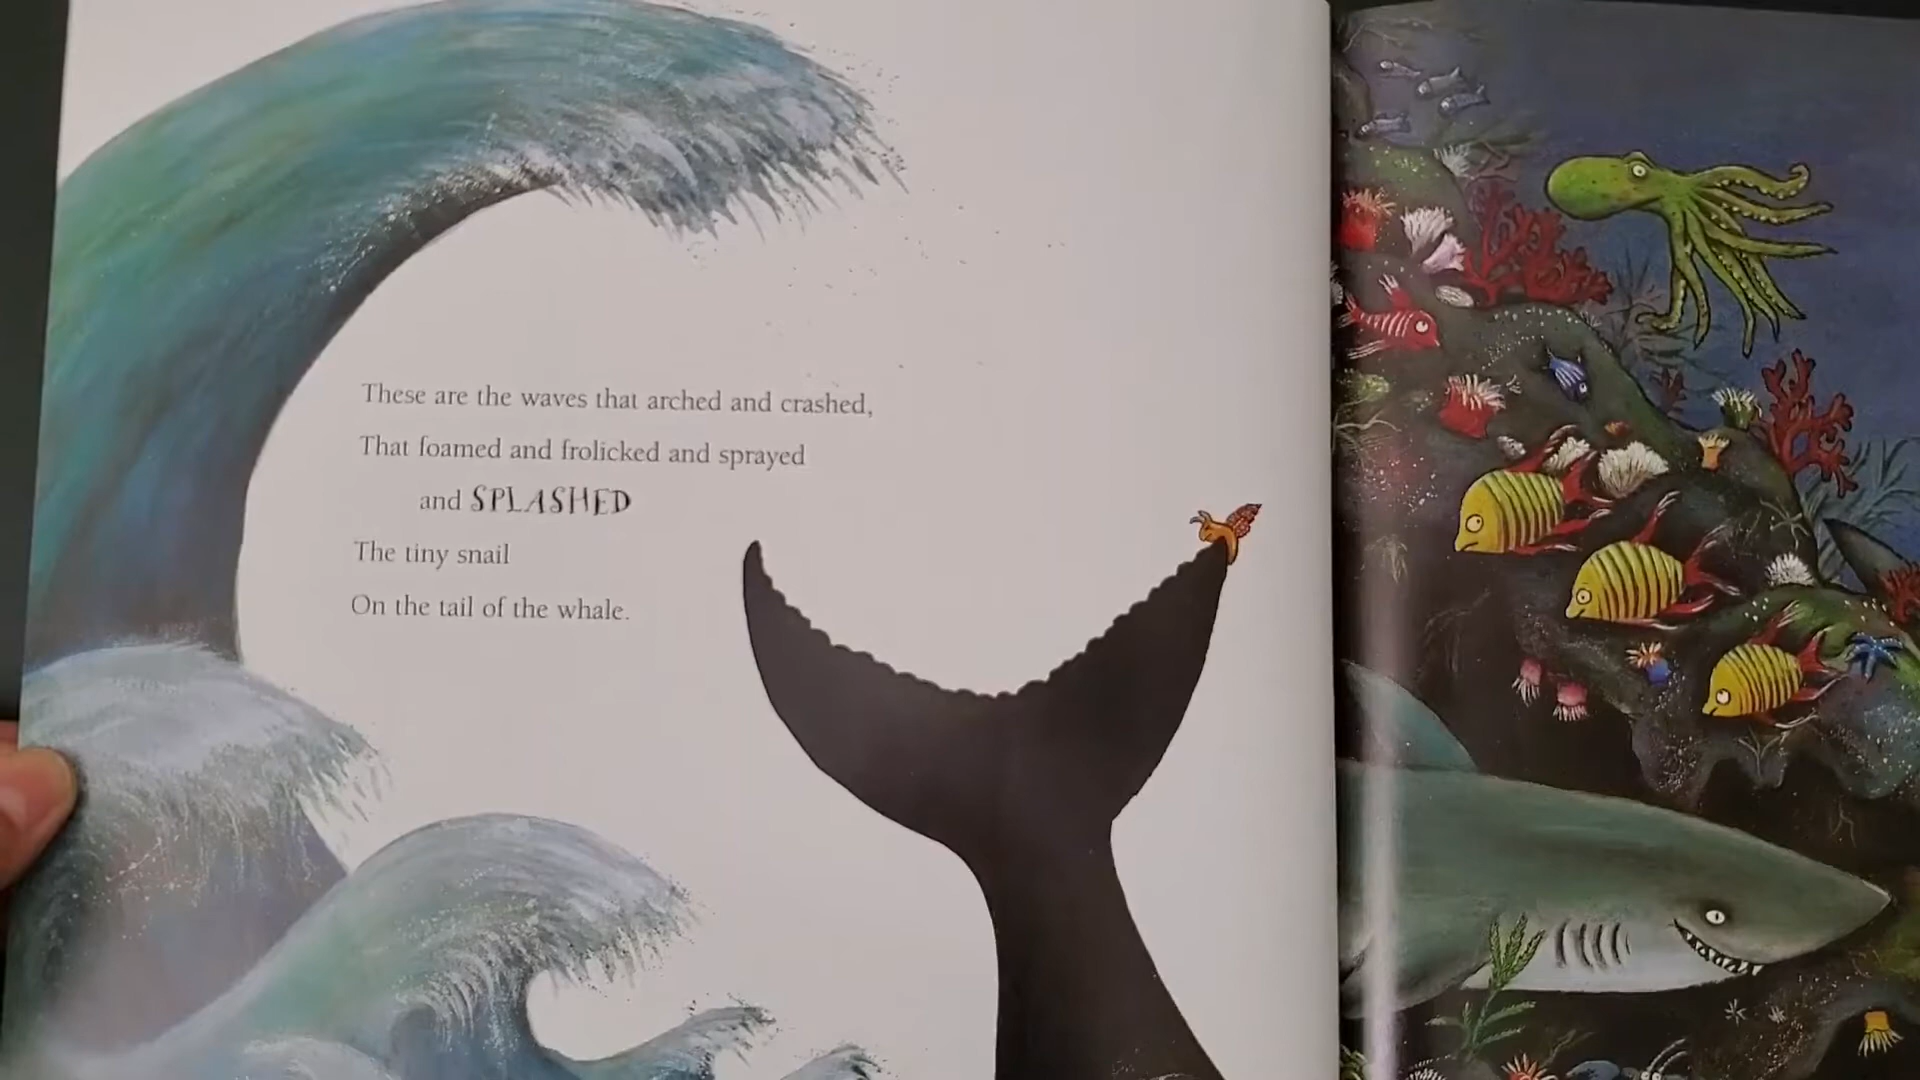 These are the waves that arched and crashed,
That foamed and frolicked and sprayed
and SPLASHED
The tiny snail
On the tail of the whale.